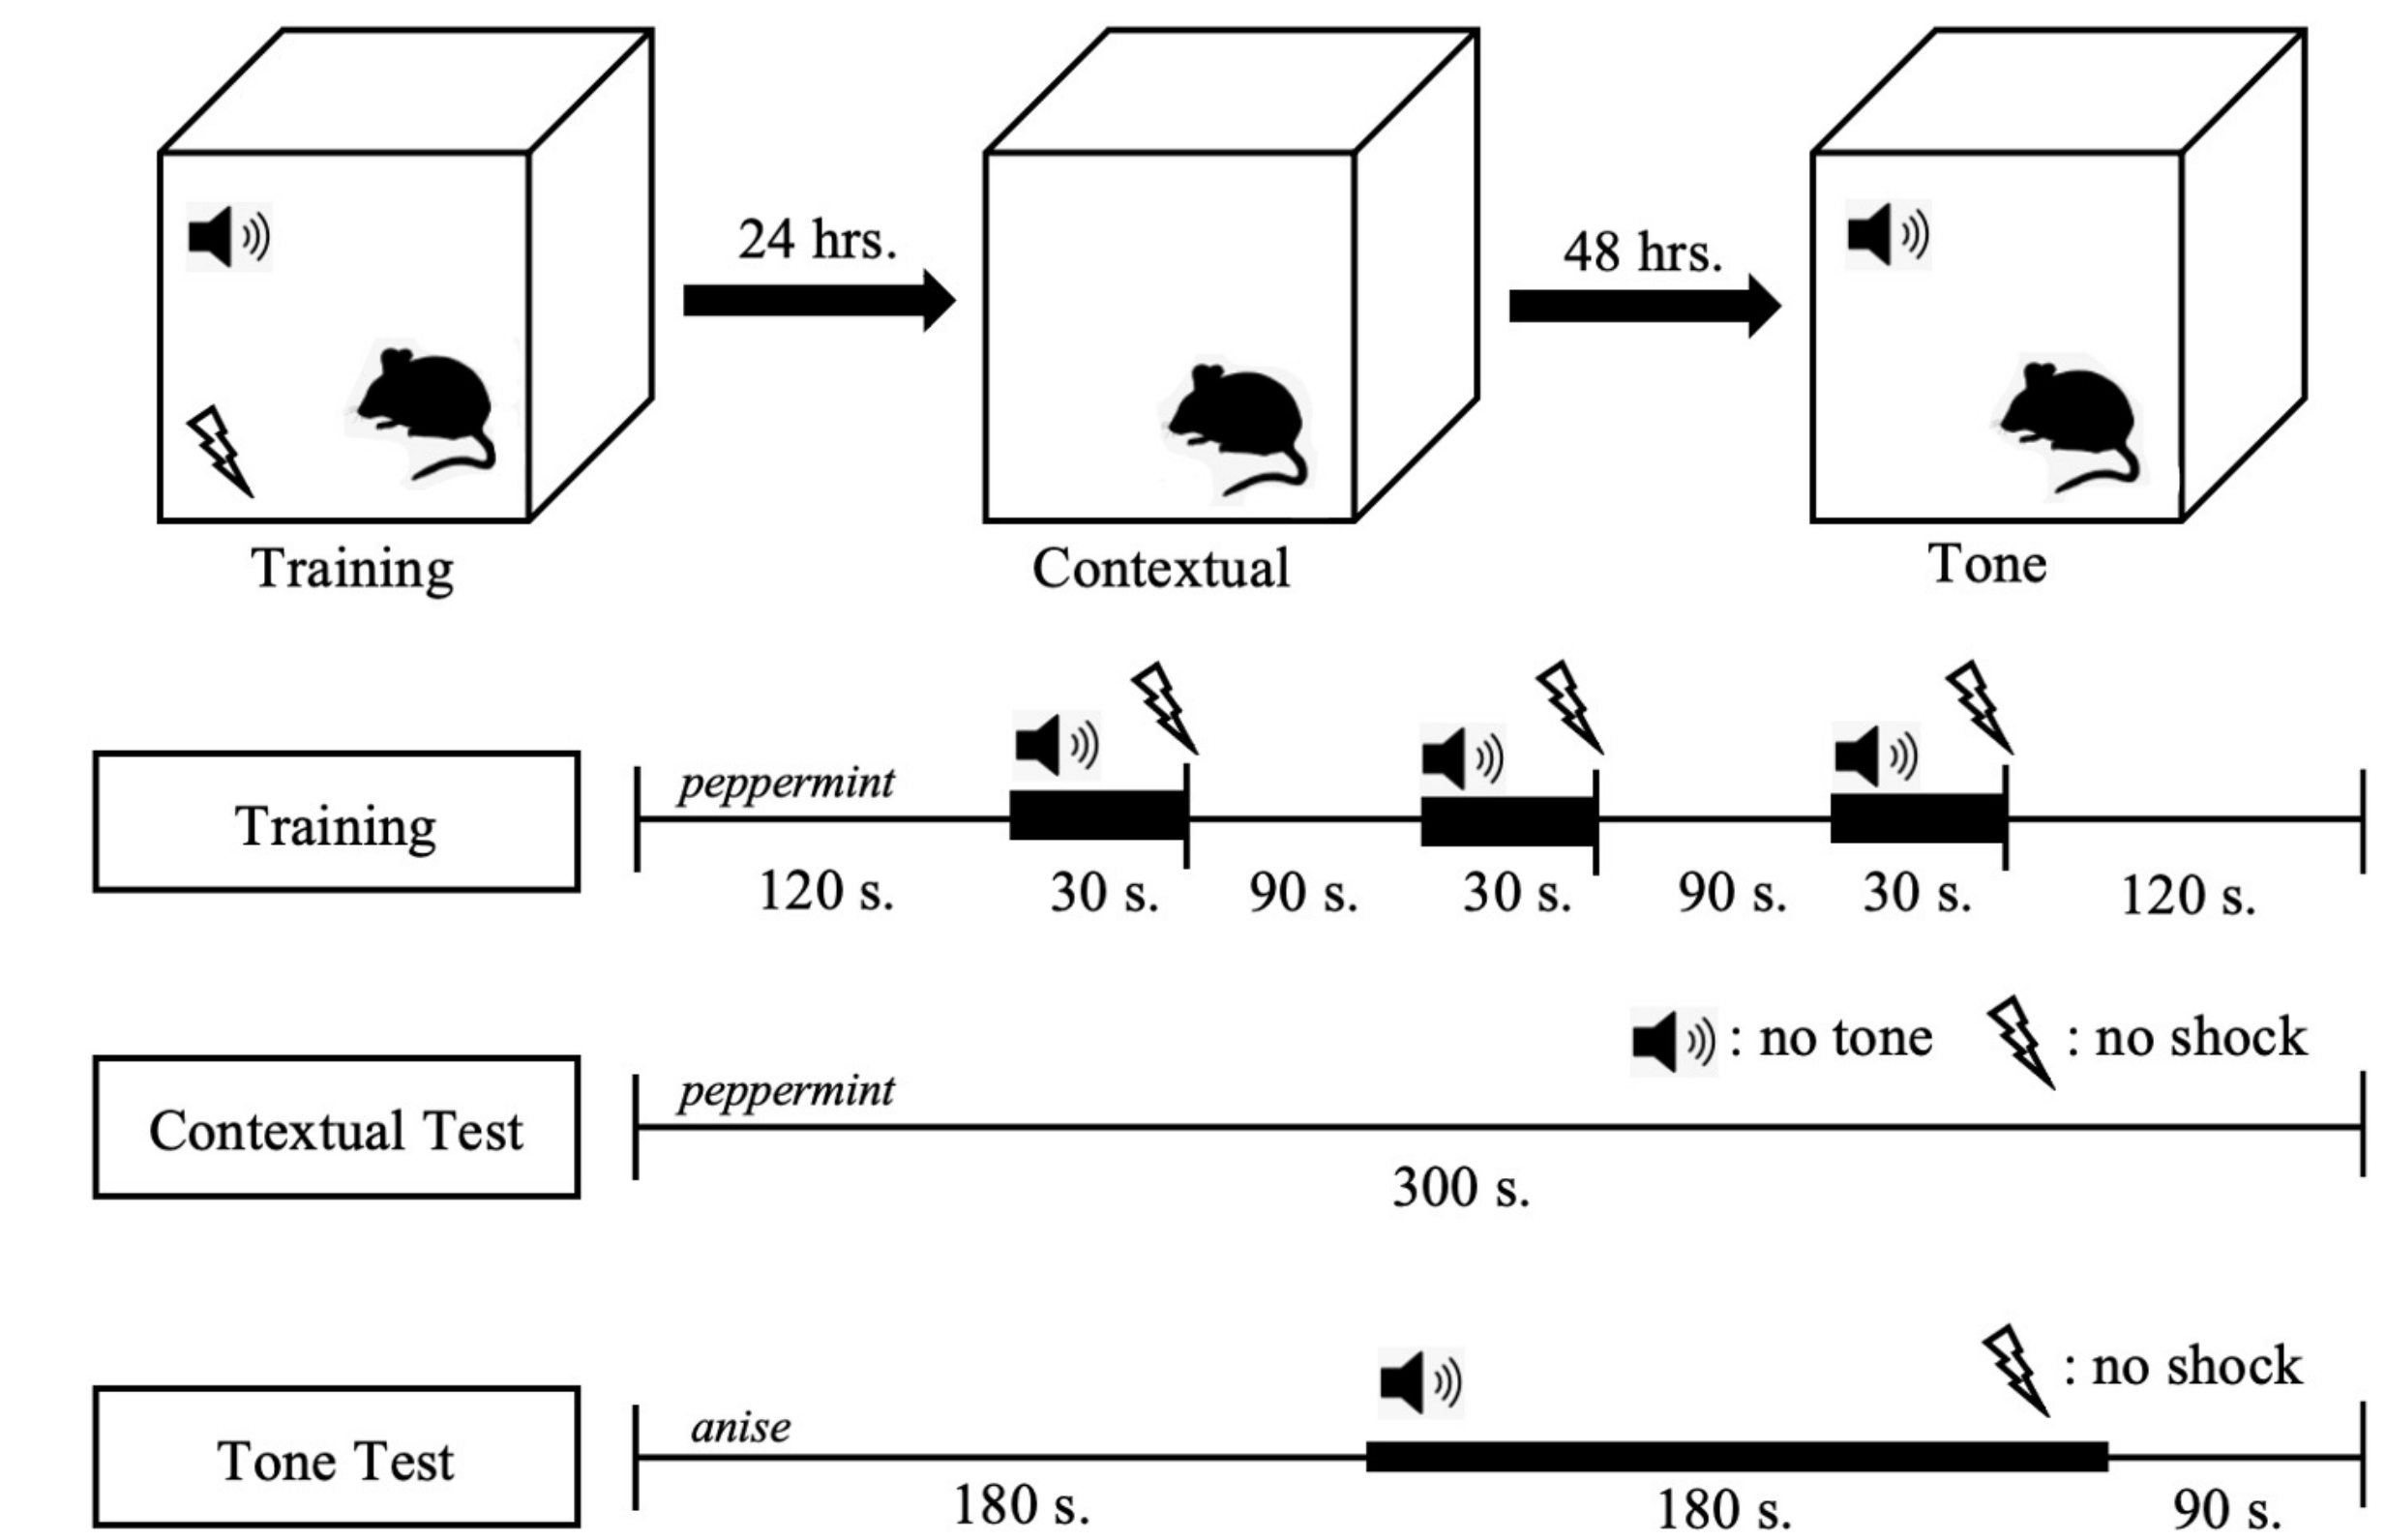 24 hrs.
48 hrs.
Training
Contextual
Tone
Training
peppermint
120 s.
30 s.
90 s.
30 s.
90 s.
30 s.
120 s.
: no tone
: no shock
Contextual Test
peppermint
300 s.
: no shock
Tone Test
anise
180 s.
180 s.
90 s.